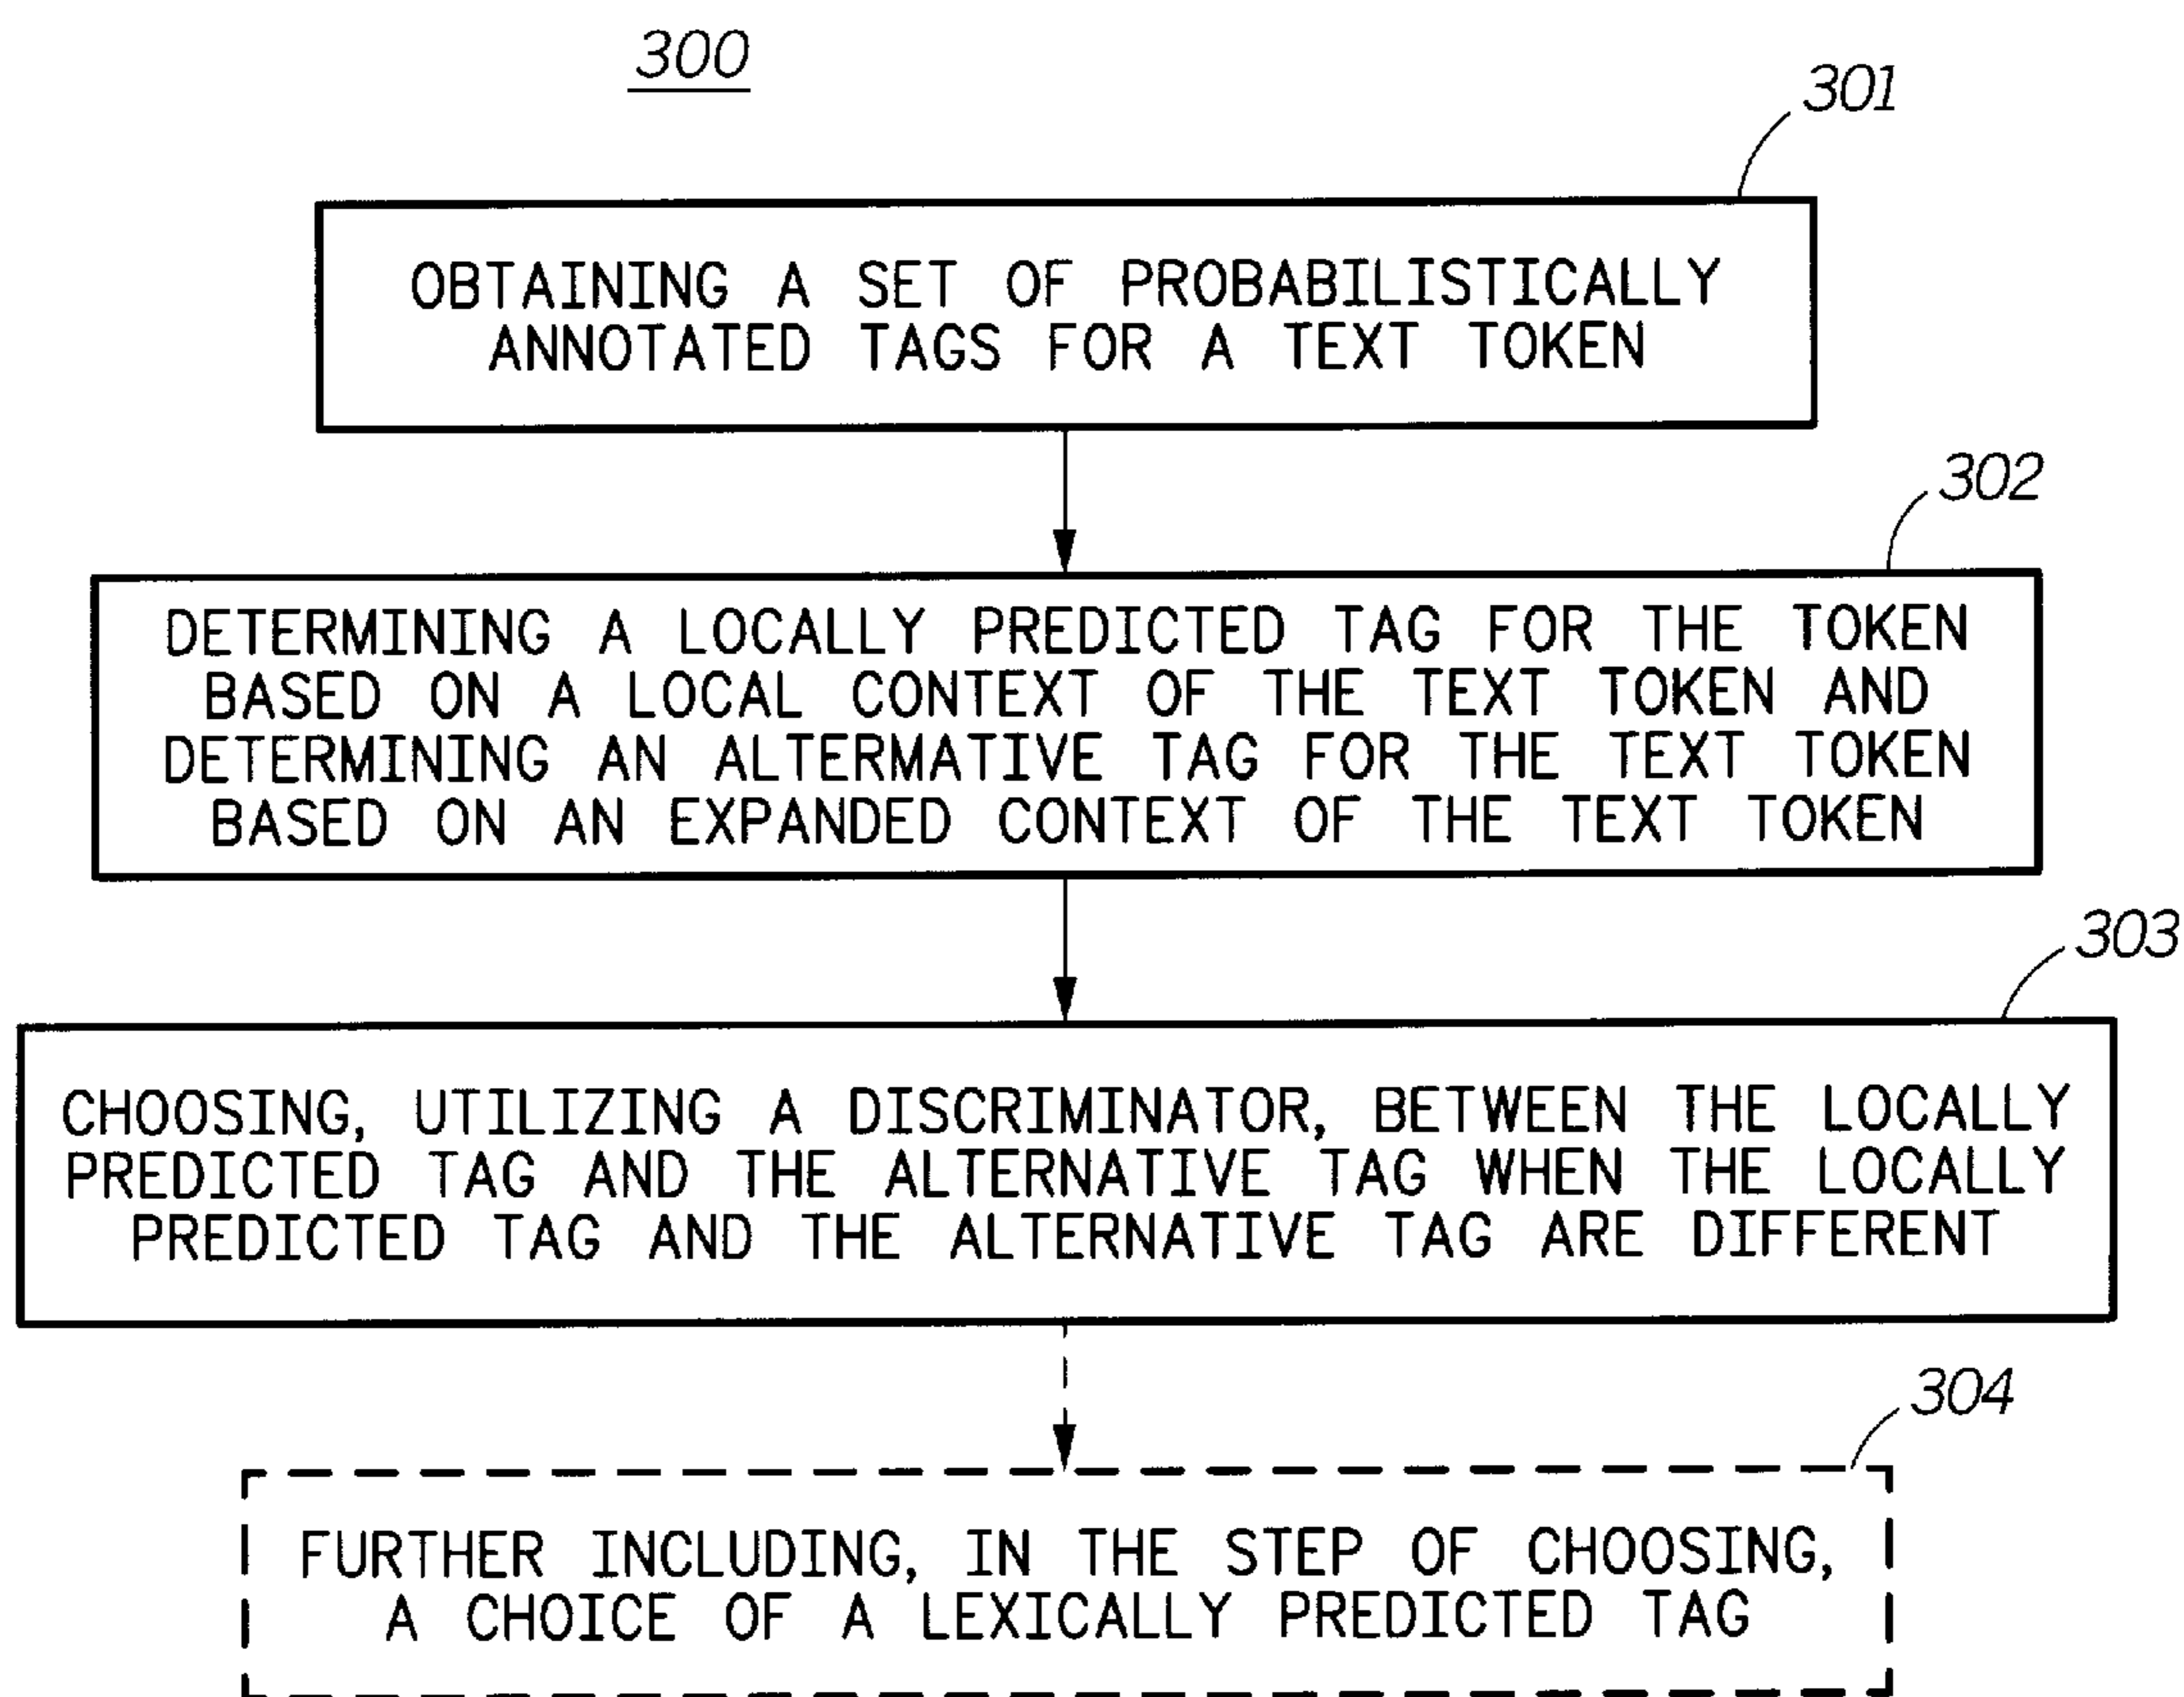 300
301
OBTAINING A SET OF PROBABILISTICALLY
ANNOTATED TAGS FOR A TEXT TOKEN
302
DETERMINING A LOCALLY PREDICTED TAG FOR THE TOKEN
BASED ON A LOCAL CONTEXT OF THE TEXT TOKEN AND
DETERMINING AN ALTERMATIVE TAG FOR THE TEXT TOKEN
BASED ON AN EXPANDED CONTEXT OF THE TEXT TOKEN
303
CHOOSING, UTILIZING A DISCRIMINATOR, BETWEEN THE LOCALLY
PREDICTED TAG AND THE ALTERNATIVE TAG WHEN THE LOCALLY
PREDICTED TAG AND THE ALTERNATIVE TAG ARE DIFFERENT
304
FURTHER INCLUDING, IN THE STEP OF CHOOSING,
A CHOICE OF A LEXICALLY PREDICTED TAG